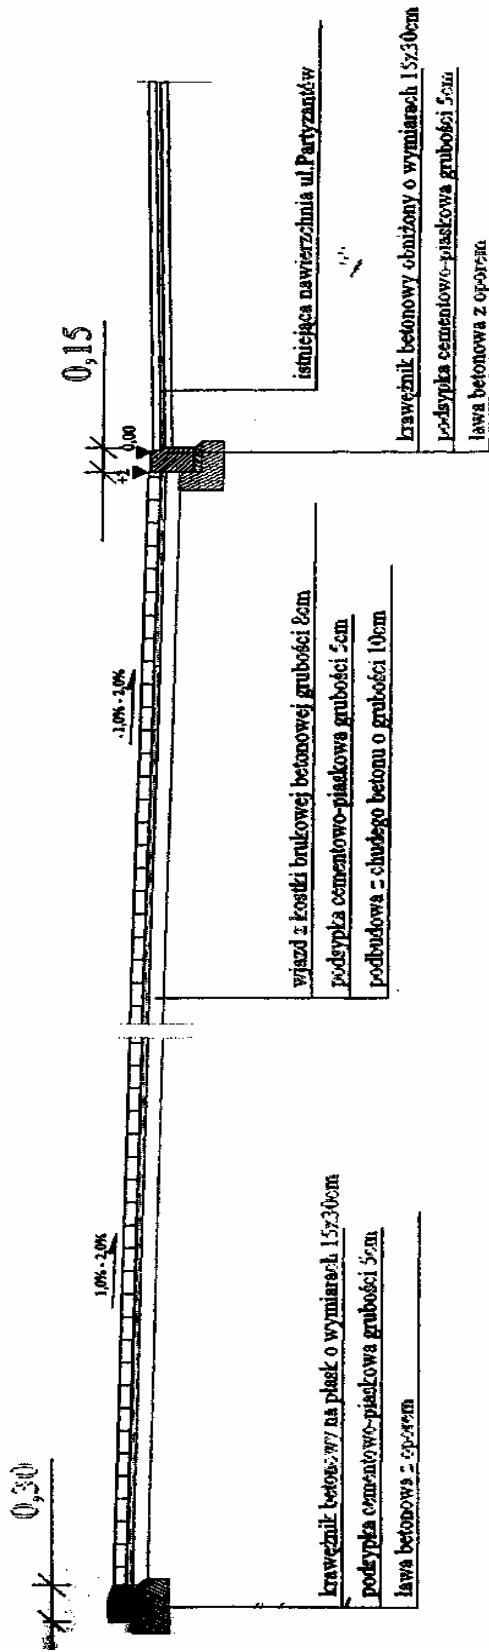 0,30
1,0% - 2,0%
1,0% - 2,0%
+2
0,00
0,15
krawężnik betonowy na płask o wymiarach 15x30cm
podsypka cementowo-piaskowa grubości 5cm
ława betonowa z oporem
wjazd z kostki brukowej betonowej grubości 8cm
podsypka cementowo-piaskowa grubości 5cm
podbudowa z chudego betonu o grubości 10cm
istniejąca nawierzchnia ul.Partyzantów
krawężnik betonowy obniżony o wymiarach 15x30cm
podsypka cementowo-piaskowa grubości 5cm
ława betonowa z oporem